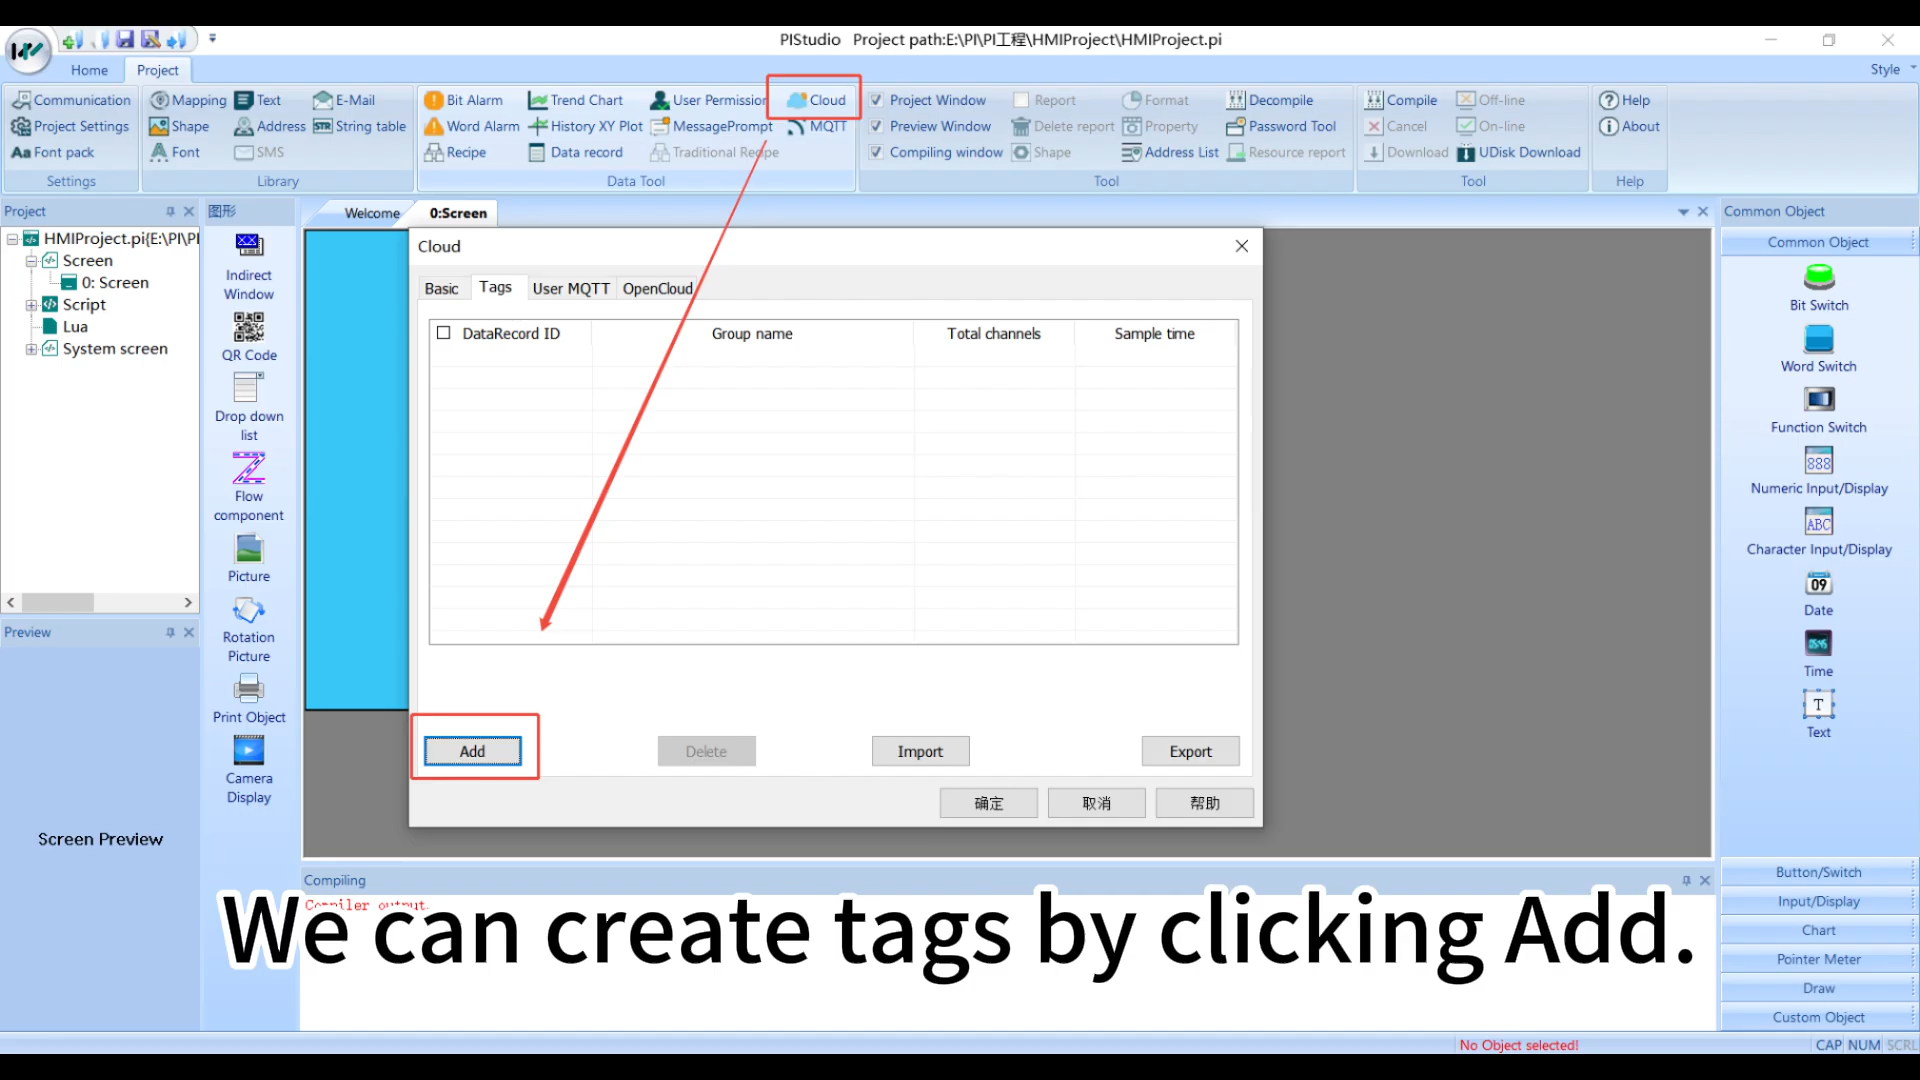 PIStudio Project path:E:\PI\PI工程\HMIProject\HMIProject.pi
Home
Project
Style
Communication
Project Settings
Font pack
Settings
Mapping
Text
E-Mail
Shape
Address
String table
Font
SMS
Library
Bit Alarm
Trend Chart
User Permission
Cloud
Word Alarm
History XY Plot
MessagePrompt
MQTT
Recipe
Data record
Traditional Recipe
Data Tool
Project Window
Report
Format
Decompile
Preview Window
Delete report
Property
Password Tool
Compiling window
Shape
Address List
Resource report
Tool
Compile
Off-line
Cancel
On-line
Download
UDisk Download
Tool
Help
About
Help
Project
HMIProject.pi{E:\PI\PI
Screen
0: Screen
Script
Lua
System screen
Preview
Screen Preview
图形
Indirect
Window
QR Code
Drop down
list
Flow
component
Picture
Rotation
Picture
Print Object
Camera
Display
Welcome
0:Screen
Cloud
Basic
Tags
User MQTT
OpenCloud
DataRecord ID
Group name
Total channels
Sample time
Add
Delete
Import
Export
确定
取消
帮助
Compiling
Compiler output.
We can create tags by clicking Add.
Common Object
Common Object
Bit Switch
Word Switch
Function Switch
888
Numeric Input/Display
ABC
Character Input/Display
09
Date
Time
T
Text
Button/Switch
Input/Display
Chart
Pointer Meter
Draw
Custom Object
No Object selected!
CAP NUM SCRL